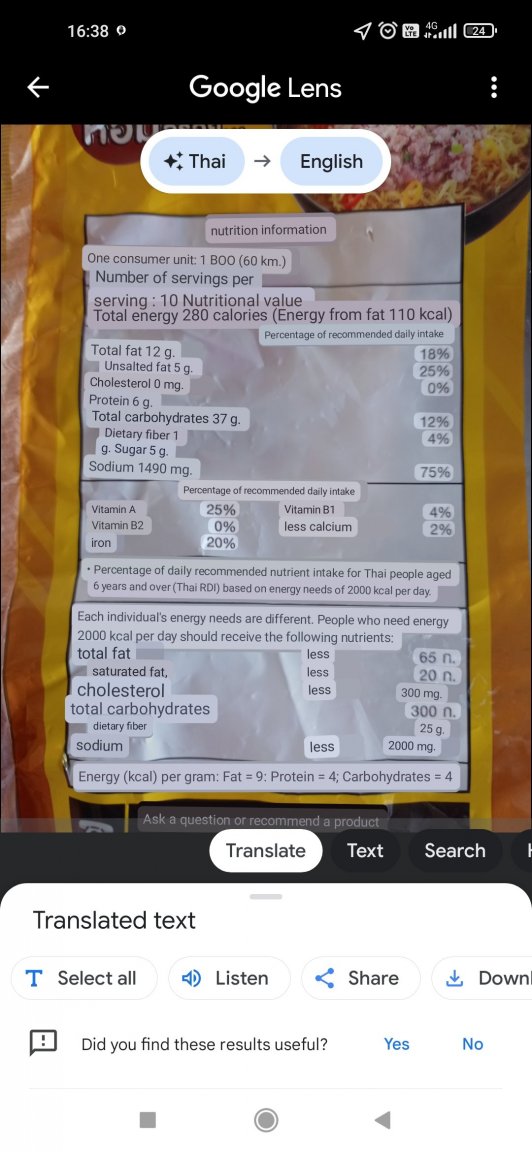 16:38
4G
24
Google Lens
หอม
Thai → English
nutrition information
One consumer unit: 1 BOO (60 km.)
Number of servings per
serving : 10 Nutritional value
Total energy 280 calories (Energy from fat 110 kcal)
Percentage of recommended daily intake
Total fat 12 g. 18%
Unsalted fat 5 g. 25%
Cholesterol 0 mg. 0%
Protein 6 g.
Total carbohydrates 37 g. 12%
Dietary fiber 1 4%
g. Sugar 5 g.
Sodium 1490 mg. 75%
Percentage of recommended daily intake
Vitamin A 25% Vitamin B1 4%
Vitamin B2 0% less calcium 2%
iron 20%
• Percentage of daily recommended nutrient intake for Thai people aged
6 years and over (Thai RDI) based on energy needs of 2000 kcal per day.
Each individual's energy needs are different. People who need energy
2000 kcal per day should receive the following nutrients:
total fat less 65 ก.
saturated fat, less 20 ก.
cholesterol less 300 mg.
total carbohydrates 300 ก.
dietary fiber 25 g.
sodium less 2000 mg.
Energy (kcal) per gram: Fat = 9: Protein = 4; Carbohydrates = 4
Ask a question or recommend a product
Translate Text Search
Translated text
Select all Listen Share Downl
Did you find these results useful? Yes No